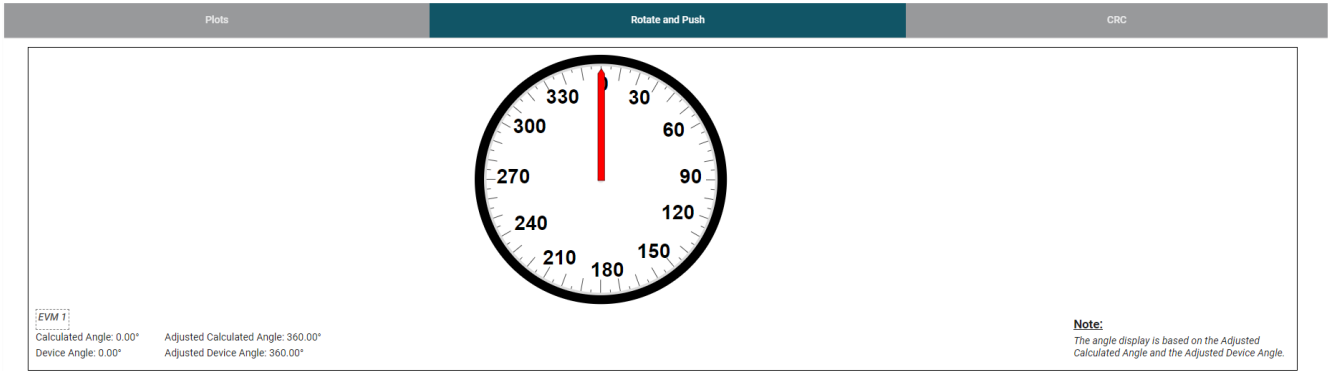 Plots Rotate and Push CRC
0
330 30
300 60
270 90
240 120
210 150
180
EVM 1
Calculated Angle: 0.00° Adjusted Calculated Angle: 360.00°
Device Angle: 0.00° Adjusted Device Angle: 360.00°
Note:
The angle display is based on the Adjusted
Calculated Angle and the Adjusted Device Angle.